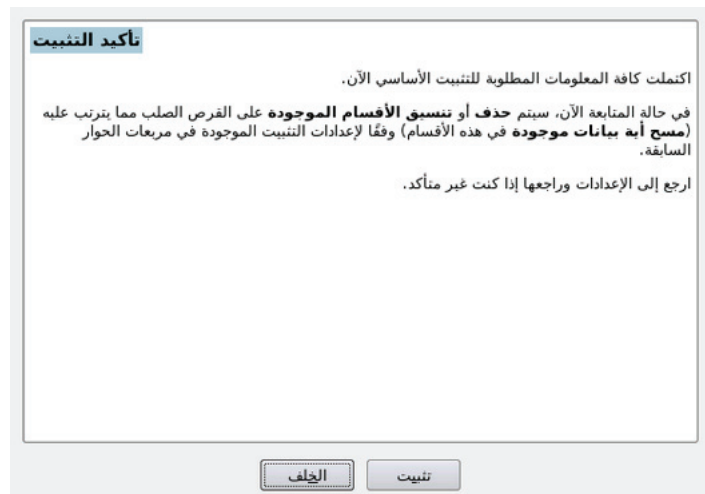 تأكيد التثبيت
اكتملت كافة المعلومات المطلوبة للتثبيت الأساسي الآن.
في حالة المتابعة الآن، سيتم حذف أو تنسيق الأقسام الموجودة على القرص الصلب مما يترتب عليه
(مسح أية بيانات موجودة في هذه الأقسام) وفقًا لإعدادات التثبيت الموجودة في مربعات الحوار
السابقة.
ارجع إلى الإعدادات وراجعها إذا كنت غير متأكد.
تثبيت
الخلف